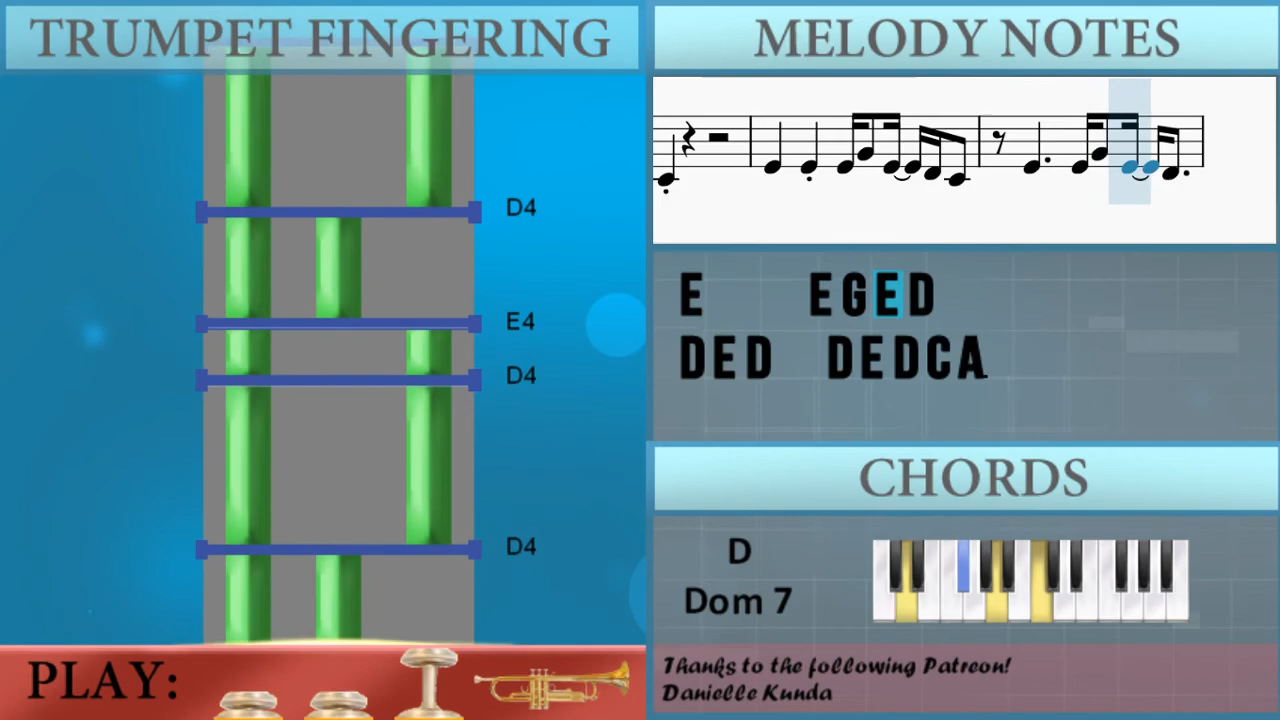 TRUMPET FINGERING
D4
E4
D4
D4
PLAY:
MELODY NOTES
E EGED
DED DEDCA
CHORDS
D
Dom 7
Thanks to the following Patreon!
Danielle Kunda